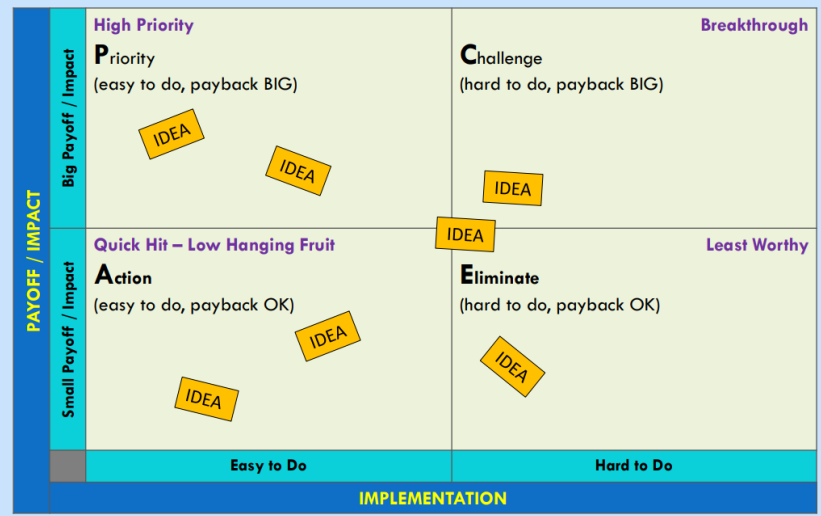 PAYOFF / IMPACT
Big Payoff / Impact
High Priority
Priority
(easy to do, payback BIG)
IDEA
IDEA
Breakthrough
Challenge
(hard to do, payback BIG)
IDEA
IDEA
Small Payoff / Impact
Quick Hit – Low Hanging Fruit
Action
(easy to do, payback OK)
IDEA
IDEA
Least Worthy
Eliminate
(hard to do, payback OK)
IDEA
Easy to Do
Hard to Do
IMPLEMENTATION